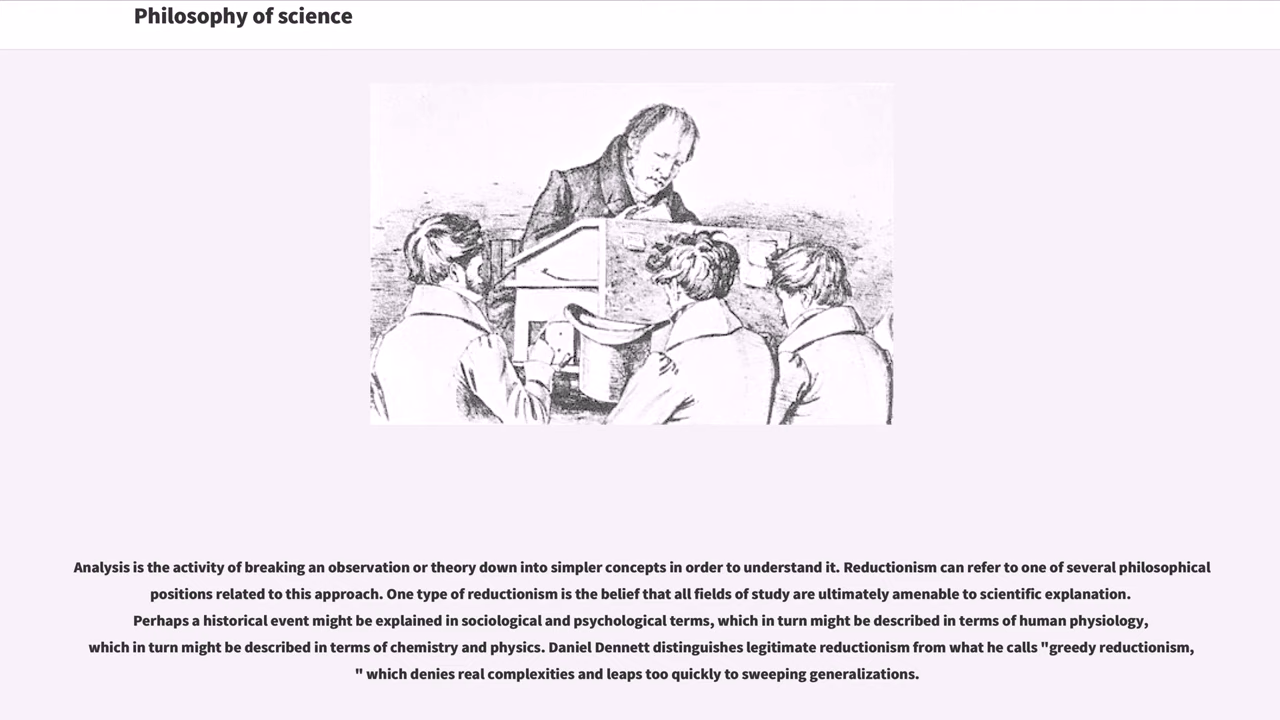 Philosophy of science
Analysis is the activity of breaking an observation or theory down into simpler concepts in order to understand it. Reductionism can refer to one of several philosophical
positions related to this approach. One type of reductionism is the belief that all fields of study are ultimately amenable to scientific explanation.
Perhaps a historical event might be explained in sociological and psychological terms, which in turn might be described in terms of human physiology,
which in turn might be described in terms of chemistry and physics. Daniel Dennett distinguishes legitimate reductionism from what he calls "greedy reductionism,
" which denies real complexities and leaps too quickly to sweeping generalizations.